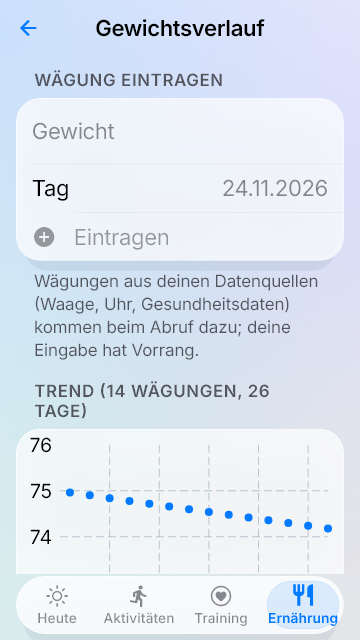 Gewichtsverlauf
WÄGUNG EINTRAGEN
Gewicht
Tag 24.11.2026
Eintragen
Wägungen aus deinen Datenquellen
(Waage, Uhr, Gesundheitsdaten)
kommen beim Abruf dazu; deine
Eingabe hat Vorrang.
TREND (14 WÄGUNGEN, 26
TAGE)
76
75
74
Heute Aktivitäten Training Ernährung